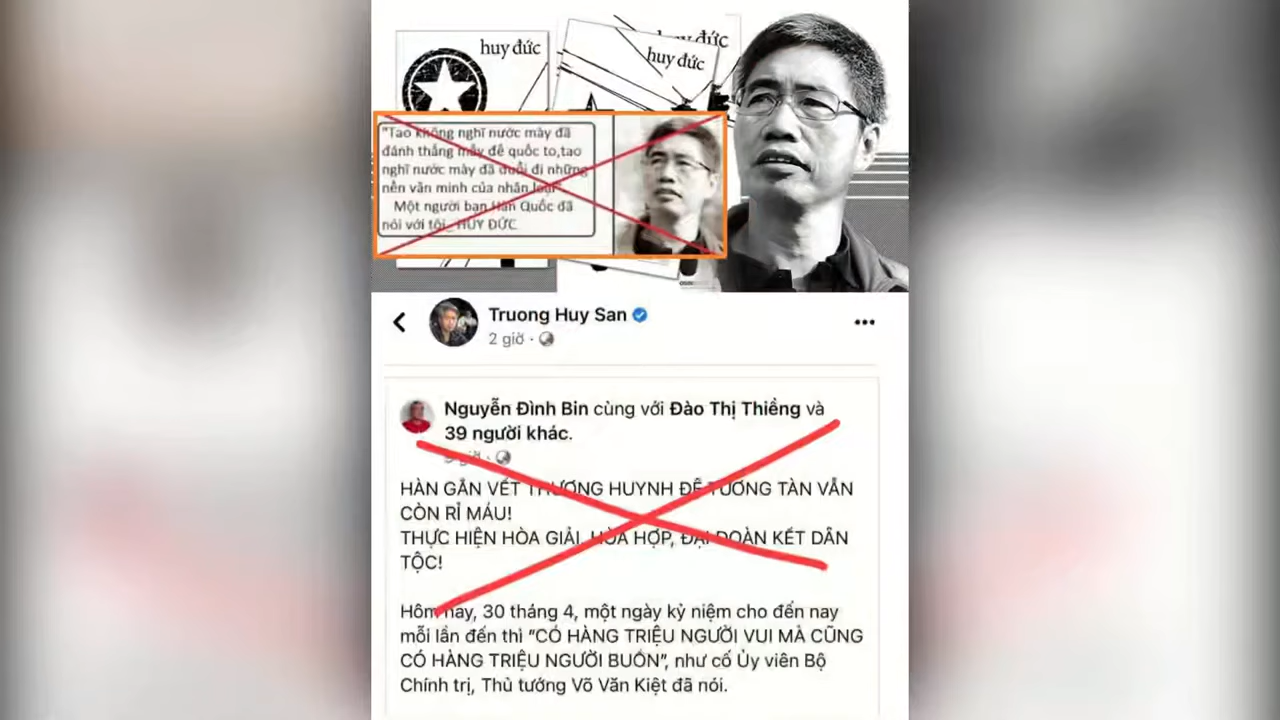 huy đức
huy đức
huy đức
"Tao không nghĩ nước mày đã
đánh thắng mấy đế quốc to,tao
nghĩ nước mày đã đuổi đi những
nền văn minh của nhân loại"
Một người bạn Hàn Quốc đã
nói với tôi_ HUY ĐỨC
Truong Huy San
2 giờ ·
Nguyễn Đình Bin cùng với Đào Thị Thiềng và
39 người khác.
giờ ·
HÀN GẮN VẾT THƯƠNG HUYNH ĐỆ TƯƠNG TÀN VẪN
CÒN RỈ MÁU!
THỰC HIỆN HÒA GIẢI, HÒA HỢP, ĐẠI ĐOÀN KẾT DÂN
TỘC!
Hôm nay, 30 tháng 4, một ngày kỷ niệm cho đến nay
mỗi lần đến thì "CÓ HÀNG TRIỆU NGƯỜI VUI MÀ CŨNG
CÓ HÀNG TRIỆU NGƯỜI BUỒN", như cố Ủy viên Bộ
Chính trị, Thủ tướng Võ Văn Kiệt đã nói.